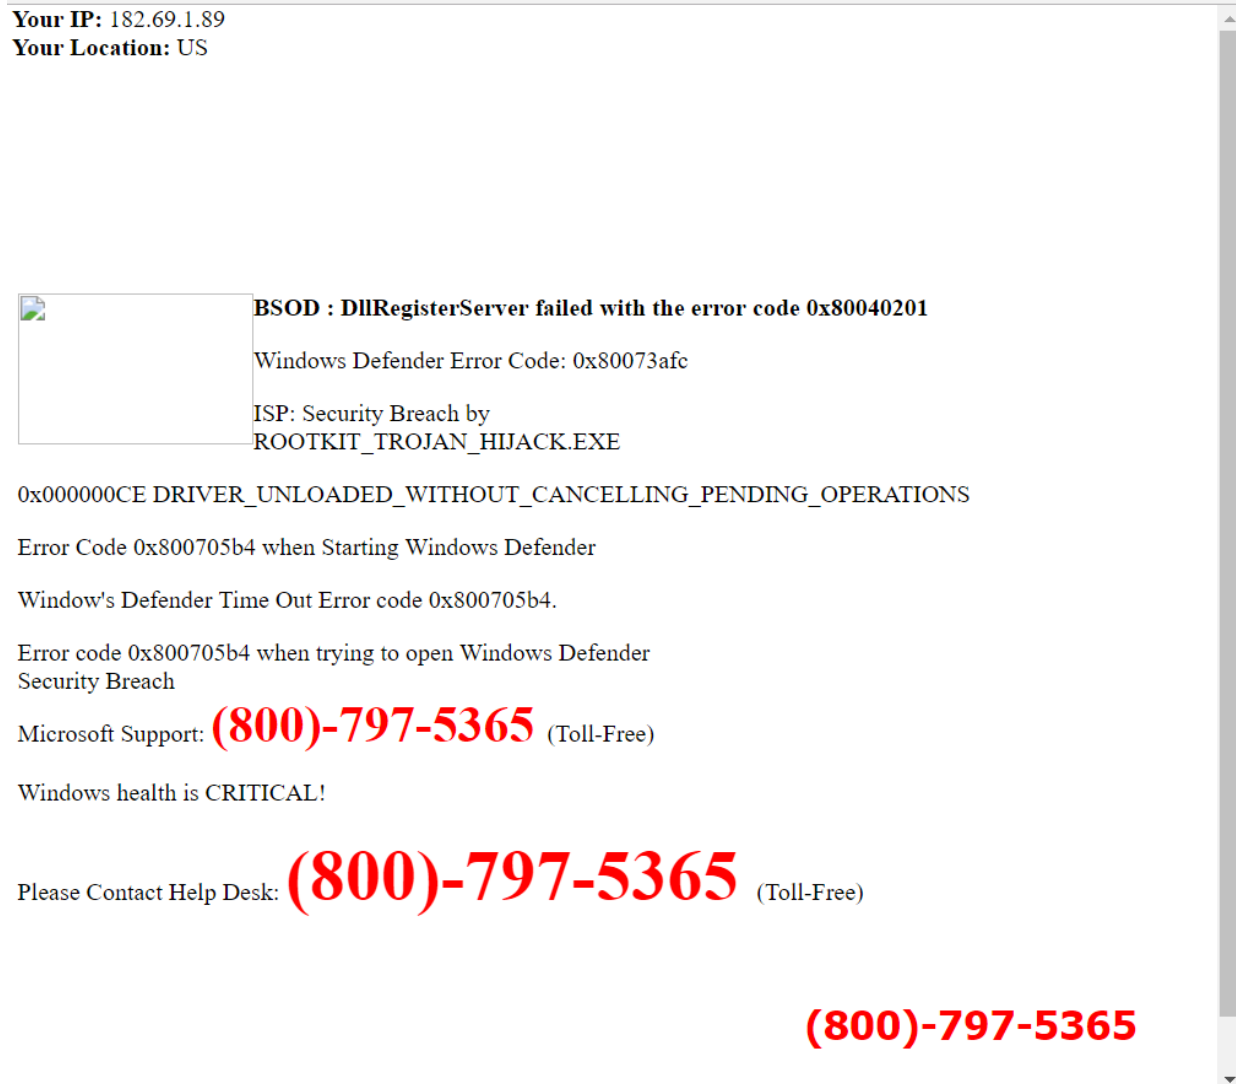 Your IP: 182.69.1.89
Your Location: US
BSOD : DllRegisterServer failed with the error code 0x80040201
Windows Defender Error Code: 0x80073afc
ISP: Security Breach by
ROOTKIT_TROJAN_HIJACK.EXE
0x000000CE DRIVER_UNLOADED_WITHOUT_CANCELLING_PENDING_OPERATIONS
Error Code 0x800705b4 when Starting Windows Defender
Window's Defender Time Out Error code 0x800705b4.
Error code 0x800705b4 when trying to open Windows Defender
Security Breach
Microsoft Support: (800)-797-5365 (Toll-Free)
Windows health is CRITICAL!
Please Contact Help Desk: (800)-797-5365 (Toll-Free)
(800)-797-5365